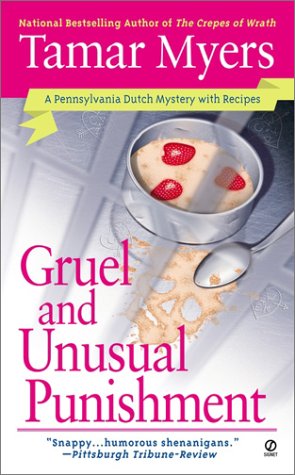 National Bestselling Author of The Crepes of Wrath
Tamar Myers
A Pennsylvania Dutch Mystery with Recipes
Gruel
and
Unusual
Punishment
"Snappy...humorous shenanigans."
—Pittsburgh Tribune-Review
SIGNET